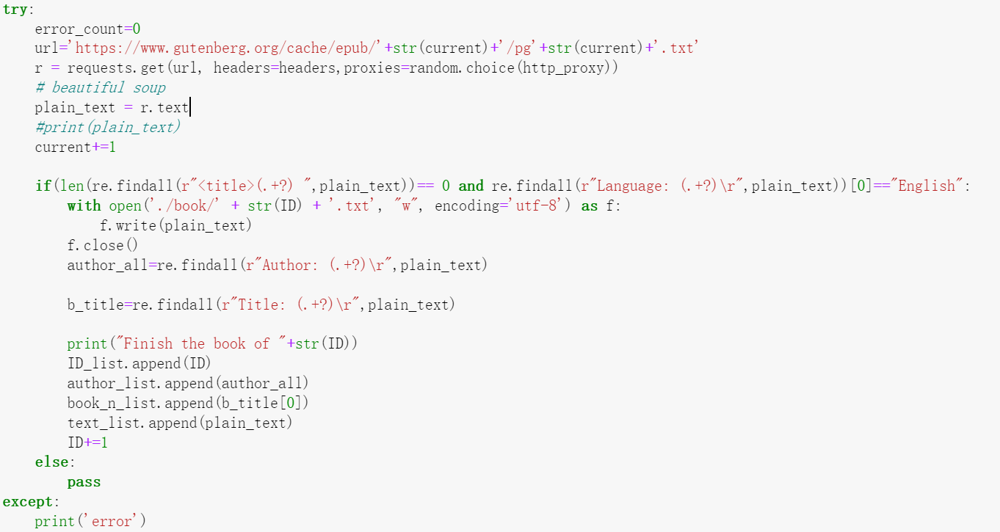 try:
    error_count=0
    url='https://www.gutenberg.org/cache/epub/'+str(current)+'/pg'+str(current)+'.txt'
    r = requests.get(url, headers=headers,proxies=random.choice(http_proxy))
    # beautiful soup
    plain_text = r.text
    #print(plain_text)
    current+=1

    if(len(re.findall(r"<title>(.+?) ",plain_text))== 0 and re.findall(r"Language: (.+?)\r",plain_text))[0]=="English":
        with open('./book/' + str(ID) + '.txt', "w", encoding='utf-8') as f:
            f.write(plain_text)
        f.close()
        author_all=re.findall(r"Author: (.+?)\r",plain_text)

        b_title=re.findall(r"Title: (.+?)\r",plain_text)

        print("Finish the book of "+str(ID))
        ID_list.append(ID)
        author_list.append(author_all)
        book_n_list.append(b_title[0])
        text_list.append(plain_text)
        ID+=1
    else:
        pass
except:
    print('error')